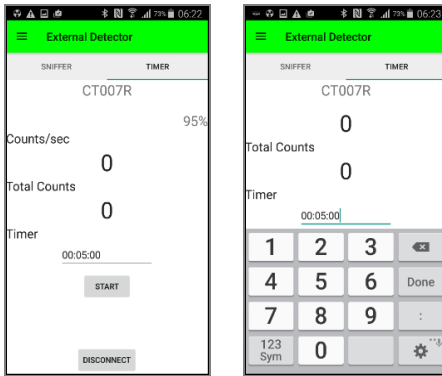 79% 06:22
External Detector
SNIFFER TIMER
CT007R
95%
Counts/sec
0
Total Counts
0
Timer
00:05:00
START
DISCONNECT
79% 06:23
External Detector
SNIFFER TIMER
CT007R
0
Total Counts
0
Timer
00:05:00
1 2 3
4 5 6 Done
7 8 9 :
123 0
Sym